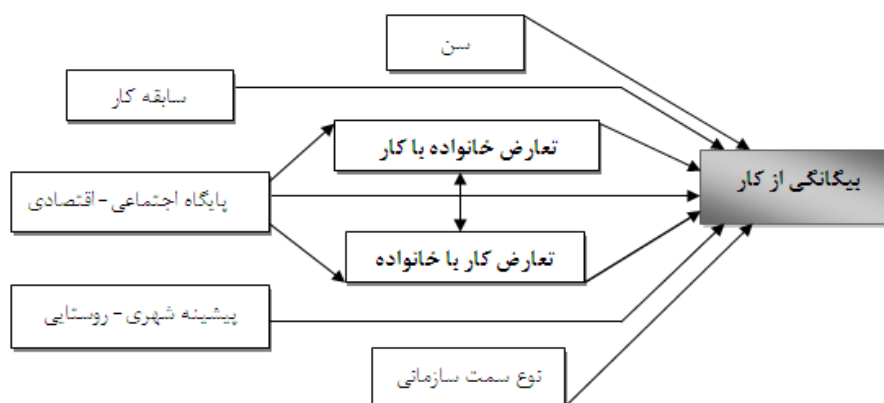 سن
سابقه کار
تعارض خانواده با کار
بیگانگی از کار
پایگاه اجتماعی - اقتصادی
تعارض کار با خانواده
پیشینه شهری - روستایی
نوع سمت سازمانی